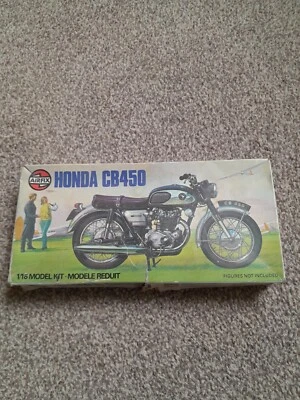 AIRFIX
HONDA CB450
1:16 MODEL KIT - MODELE REDUIT
FIGURES NOT INCLUDED